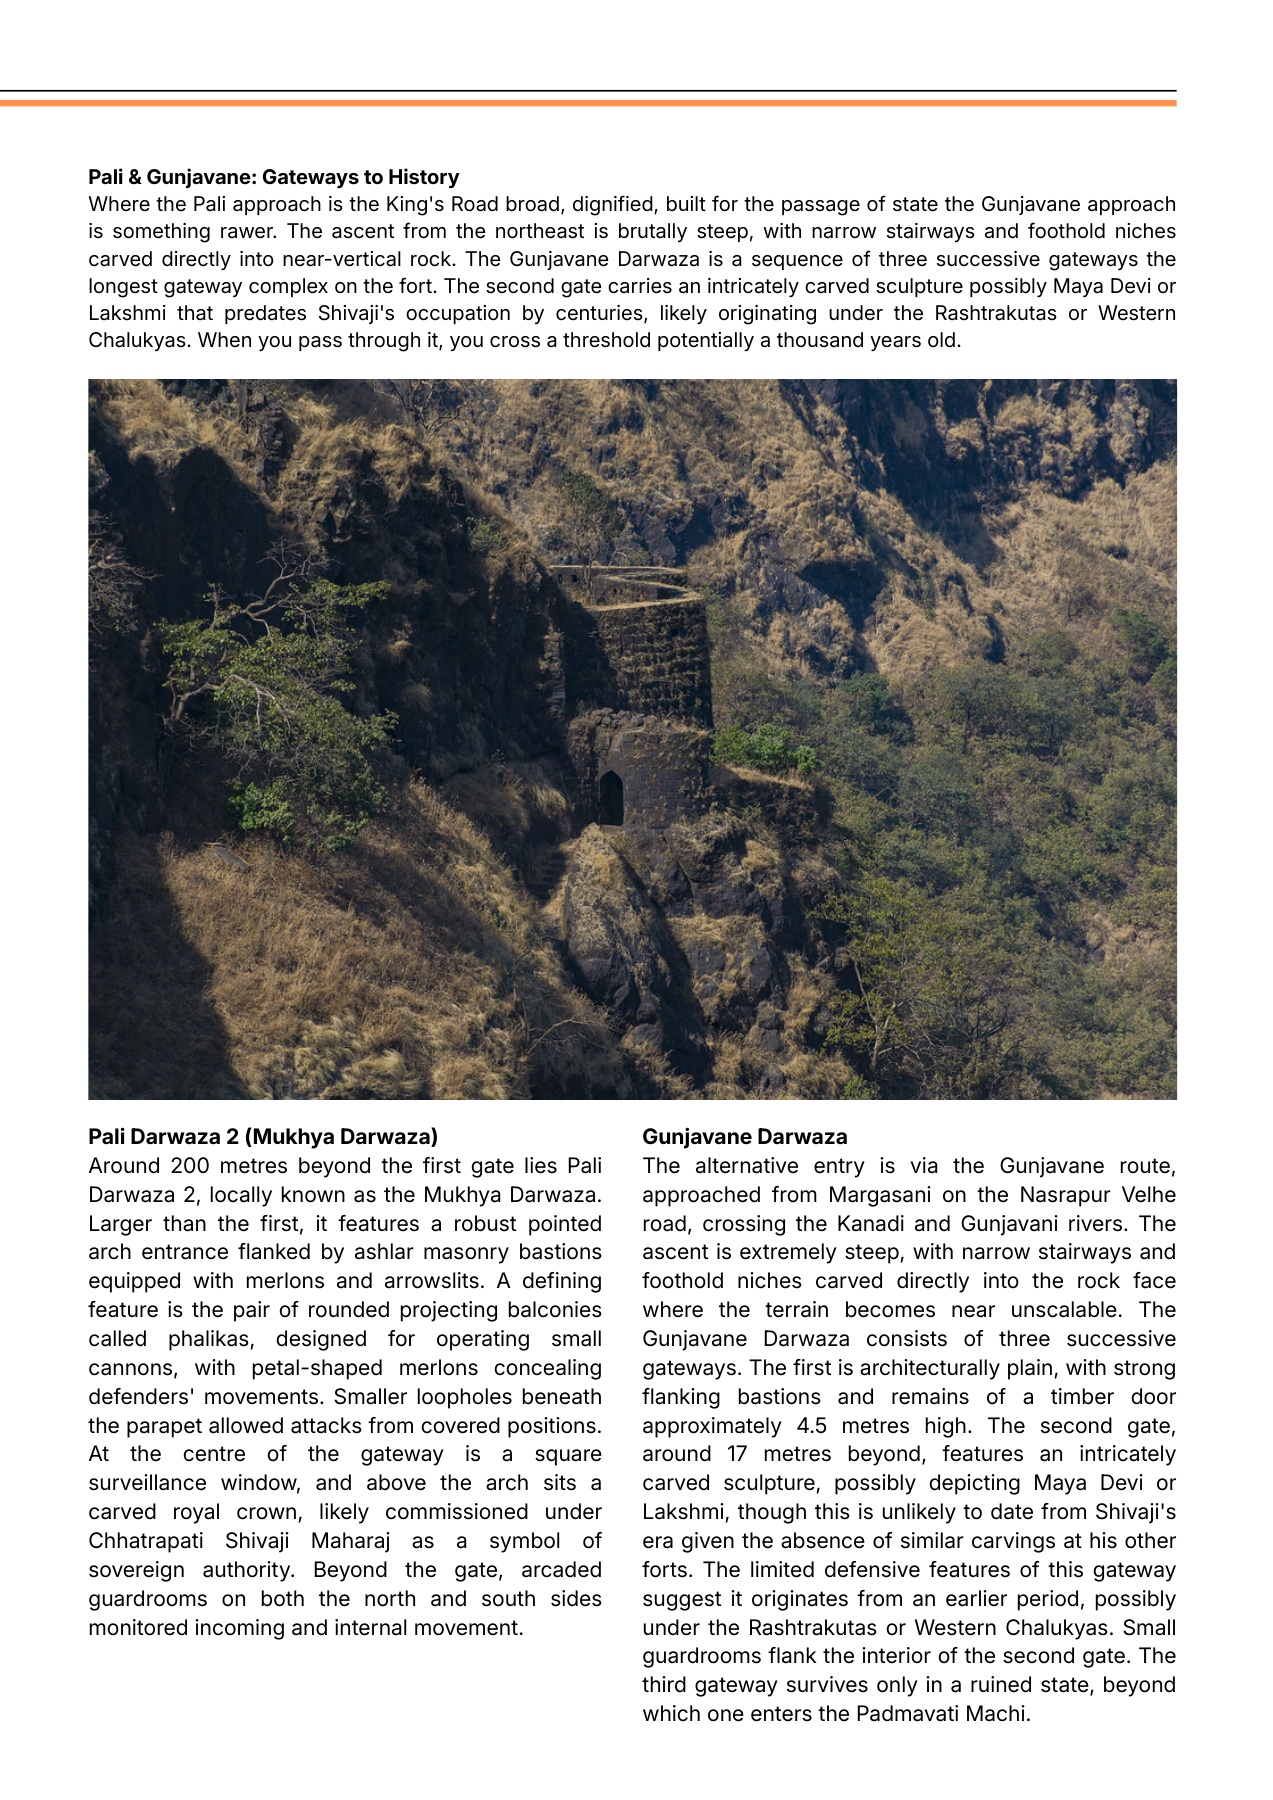 Pali & Gunjavane: Gateways to History
Where the Pali approach is the King's Road broad, dignified, built for the passage of state the Gunjavane approach
is something rawer. The ascent from the northeast is brutally steep, with narrow stairways and foothold niches
carved directly into near-vertical rock. The Gunjavane Darwaza is a sequence of three successive gateways the
longest gateway complex on the fort. The second gate carries an intricately carved sculpture possibly Maya Devi or
Lakshmi that predates Shivaji's occupation by centuries, likely originating under the Rashtrakutas or Western
Chalukyas. When you pass through it, you cross a threshold potentially a thousand years old.
Pali Darwaza 2 (Mukhya Darwaza)
Around 200 metres beyond the first gate lies Pali
Darwaza 2, locally known as the Mukhya Darwaza.
Larger than the first, it features a robust pointed
arch entrance flanked by ashlar masonry bastions
equipped with merlons and arrowslits. A defining
feature is the pair of rounded projecting balconies
called phalikas, designed for operating small
cannons, with petal-shaped merlons concealing
defenders' movements. Smaller loopholes beneath
the parapet allowed attacks from covered positions.
At the centre of the gateway is a square
surveillance window, and above the arch sits a
carved royal crown, likely commissioned under
Chhatrapati Shivaji Maharaj as a symbol of
sovereign authority. Beyond the gate, arcaded
guardrooms on both the north and south sides
monitored incoming and internal movement.
Gunjavane Darwaza
The alternative entry is via the Gunjavane route,
approached from Margasani on the Nasrapur Velhe
road, crossing the Kanadi and Gunjavani rivers. The
ascent is extremely steep, with narrow stairways and
foothold niches carved directly into the rock face
where the terrain becomes near unscalable. The
Gunjavane Darwaza consists of three successive
gateways. The first is architecturally plain, with strong
flanking bastions and remains of a timber door
approximately 4.5 metres high. The second gate,
around 17 metres beyond, features an intricately
carved sculpture, possibly depicting Maya Devi or
Lakshmi, though this is unlikely to date from Shivaji's
era given the absence of similar carvings at his other
forts. The limited defensive features of this gateway
suggest it originates from an earlier period, possibly
under the Rashtrakutas or Western Chalukyas. Small
guardrooms flank the interior of the second gate. The
third gateway survives only in a ruined state, beyond
which one enters the Padmavati Machi.